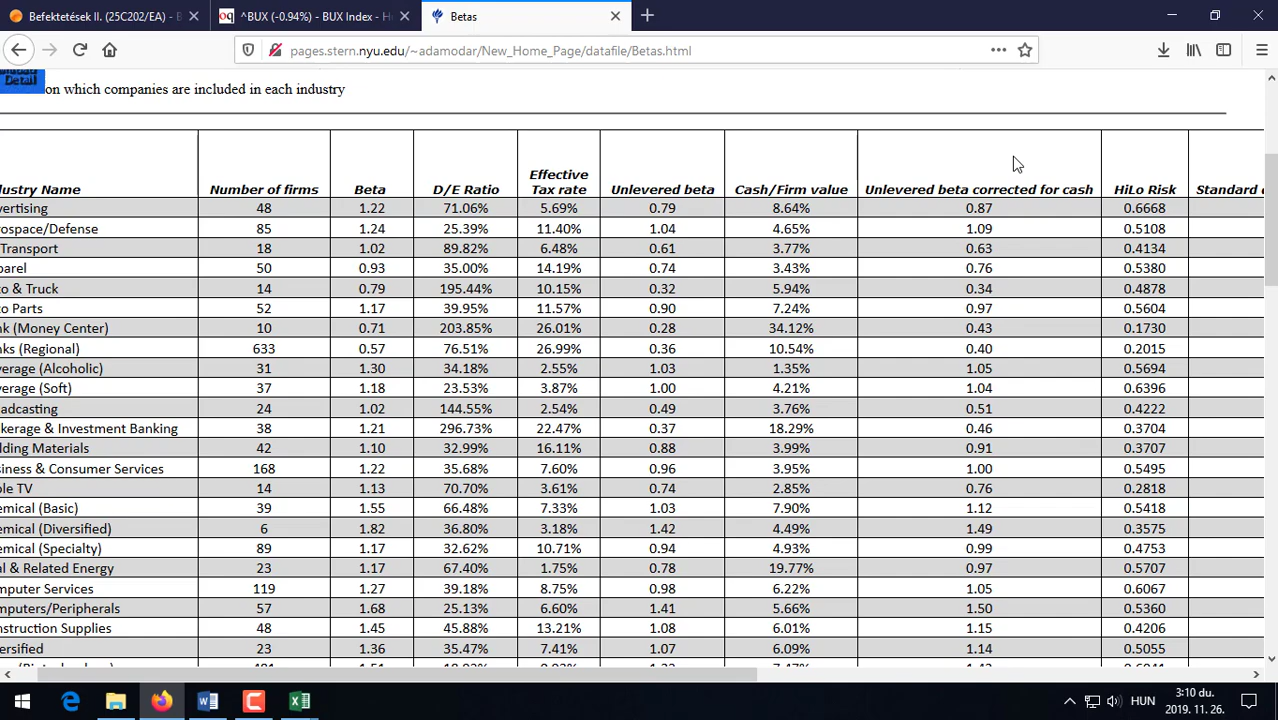 Befektetések II. (25C202/EA) - B
^BUX (-0.94%) - BUX Index - H
Betas
pages.stern.nyu.edu/~adamodar/New_Home_Page/datafile/Betas.html
Detail
on which companies are included in each industry
dustry Name Number of firms Beta D/E Ratio Effective Tax rate Unlevered beta Cash/Firm value Unlevered beta corrected for cash HiLo Risk Standard
vertising 48 1.22 71.06% 5.69% 0.79 8.64% 0.87 0.6668
rospace/Defense 85 1.24 25.39% 11.40% 1.04 4.65% 1.09 0.5108
Transport 18 1.02 89.82% 6.48% 0.61 3.77% 0.63 0.4134
parel 50 0.93 35.00% 14.19% 0.74 3.43% 0.76 0.5380
to & Truck 14 0.79 195.44% 10.15% 0.32 5.94% 0.34 0.4878
to Parts 52 1.17 39.95% 11.57% 0.90 7.24% 0.97 0.5604
nk (Money Center) 10 0.71 203.85% 26.01% 0.28 34.12% 0.43 0.1730
nks (Regional) 633 0.57 76.51% 26.99% 0.36 10.54% 0.40 0.2015
verage (Alcoholic) 31 1.30 34.18% 2.55% 1.03 1.35% 1.05 0.5694
verage (Soft) 37 1.18 23.53% 3.87% 1.00 4.21% 1.04 0.6396
adcasting 24 1.02 144.55% 2.54% 0.49 3.76% 0.51 0.4222
kerage & Investment Banking 38 1.21 296.73% 22.47% 0.37 18.29% 0.46 0.3704
lding Materials 42 1.10 32.99% 16.11% 0.88 3.99% 0.91 0.3707
siness & Consumer Services 168 1.22 35.68% 7.60% 0.96 3.95% 1.00 0.5495
ble TV 14 1.13 70.70% 3.61% 0.74 2.85% 0.76 0.2818
emical (Basic) 39 1.55 66.48% 7.33% 1.03 7.90% 1.12 0.5418
emical (Diversified) 6 1.82 36.80% 3.18% 1.42 4.49% 1.49 0.3575
emical (Specialty) 89 1.17 32.62% 10.71% 0.94 4.93% 0.99 0.4753
al & Related Energy 23 1.17 67.40% 1.75% 0.78 19.77% 0.97 0.5707
mputer Services 119 1.27 39.18% 8.75% 0.98 6.22% 1.05 0.6067
mputers/Peripherals 57 1.68 25.13% 6.60% 1.41 5.66% 1.50 0.5360
nstruction Supplies 48 1.45 45.88% 13.21% 1.08 6.01% 1.15 0.4206
ersified 23 1.36 35.47% 7.41% 1.07 6.09% 1.14 0.5055
HUN
3:10 du.
2019. 11. 26.